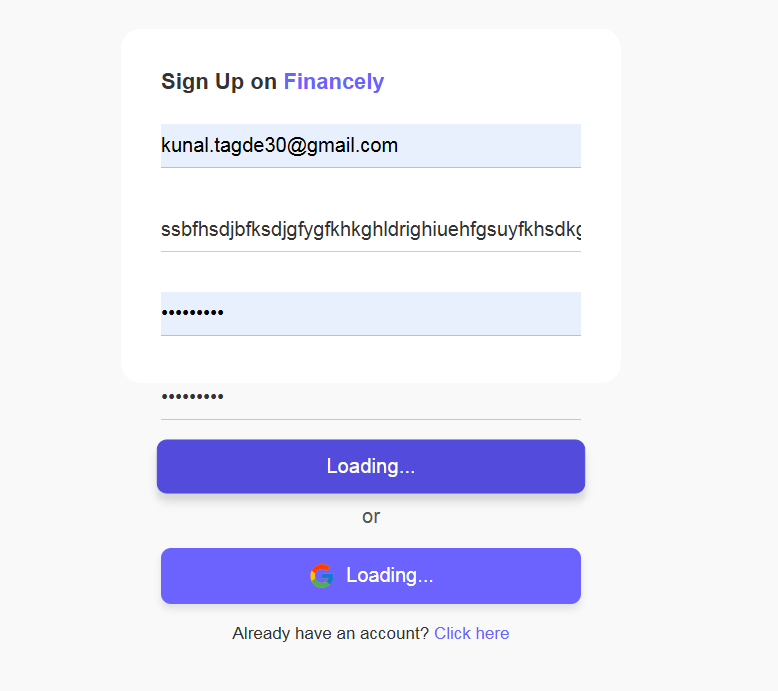 Sign Up on Financely
kunal.tagde30@gmail.com
ssbfhsdjbfksdjgfygfkhkghldrighiuehfgsuyfkhsdkg
•••••••••
•••••••••
Loading...
or
Loading...
Already have an account? Click here